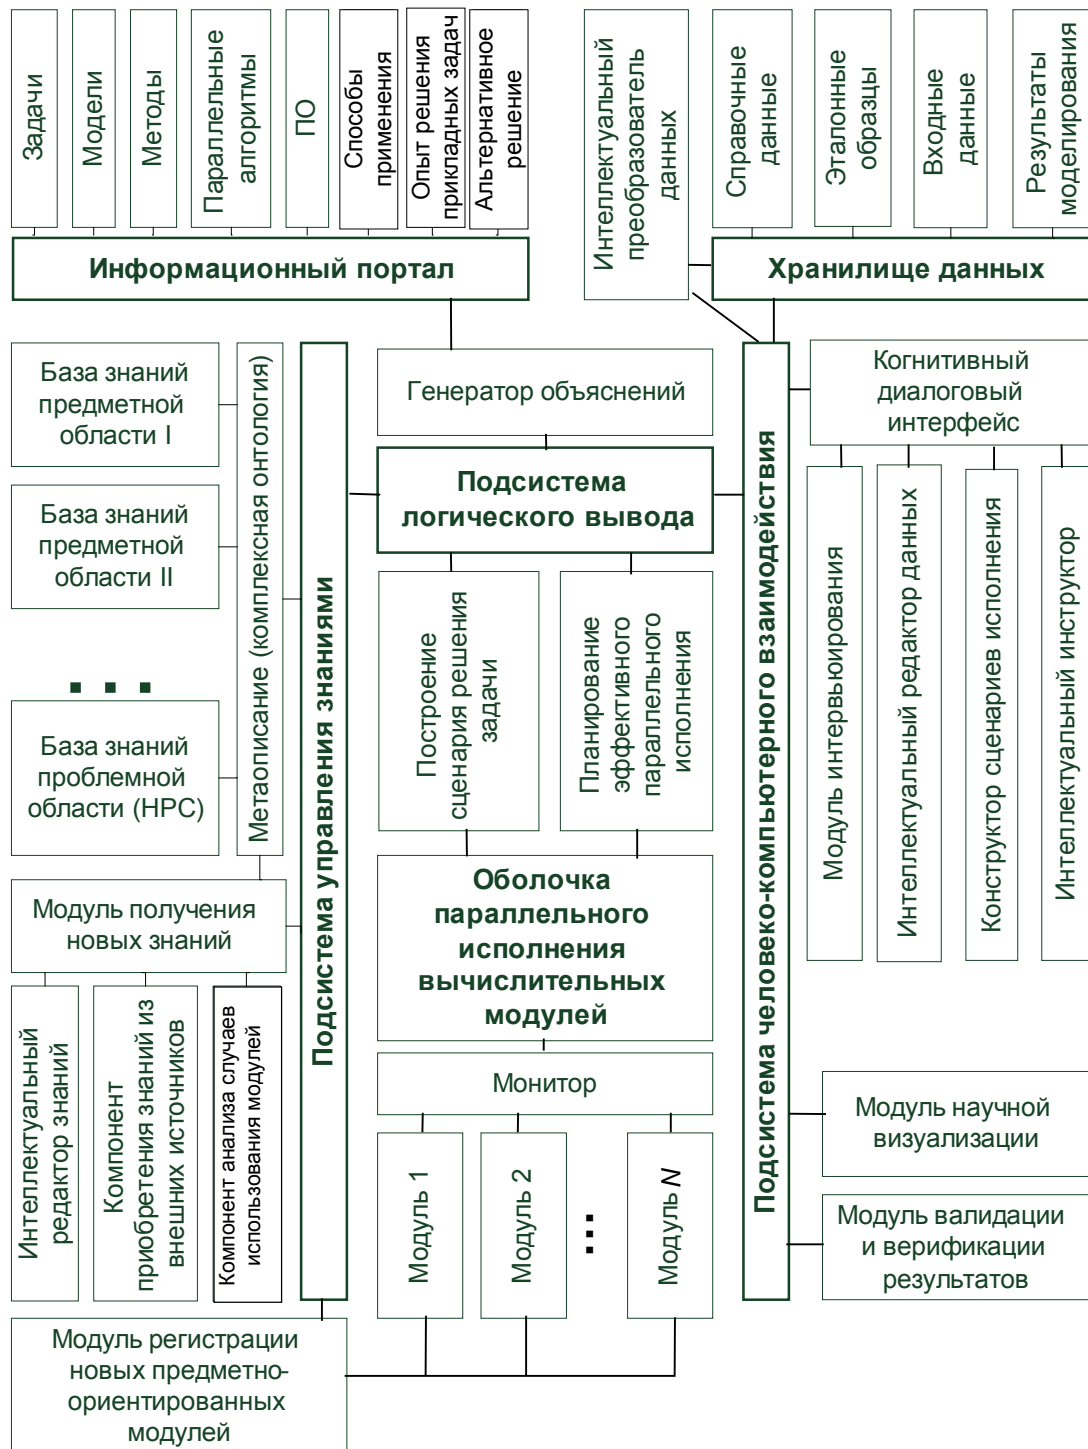 Задачи
Модели
Методы
Параллельные
алгоритмы
ПО
Способы
применения
Опыт решения
прикладных задач
Альтернативное
решение
Интеллектуальный
преобразователь
данных
Справочные
данные
Эталонные
образцы
Входные
данные
Результаты
моделирования
Информационный портал
Хранилище данных
База знаний
предметной
области I
База знаний
предметной
области II
...
База знаний
проблемной
области (HPC)
Метаописание (комплексная онтология)
Подсистема управления знаниями
Генератор объяснений
Подсистема
логического вывода
Построение
сценария решения
задачи
Планирование
эффективного
параллельного
исполнения
Оболочка
параллельного
исполнения
вычислительных
модулей
Монитор
Модуль 1
Модуль 2
...
Модуль N
Подсистема человеко-компьютерного взаимодействия
Когнитивный
диалоговый
интерфейс
Модуль интервьюирования
Интеллектуальный редактор данных
Конструктор сценариев исполнения
Интеллектуальный инструктор
Модуль научной
визуализации
Модуль валидации
и верификации
результатов
Модуль получения
новых знаний
Интеллектуальный
редактор знаний
Компонент
приобретения знаний из
внешних источников
Компонент анализа случаев
использования модулей
Модуль регистрации
новых предметно-
ориентированных
модулей